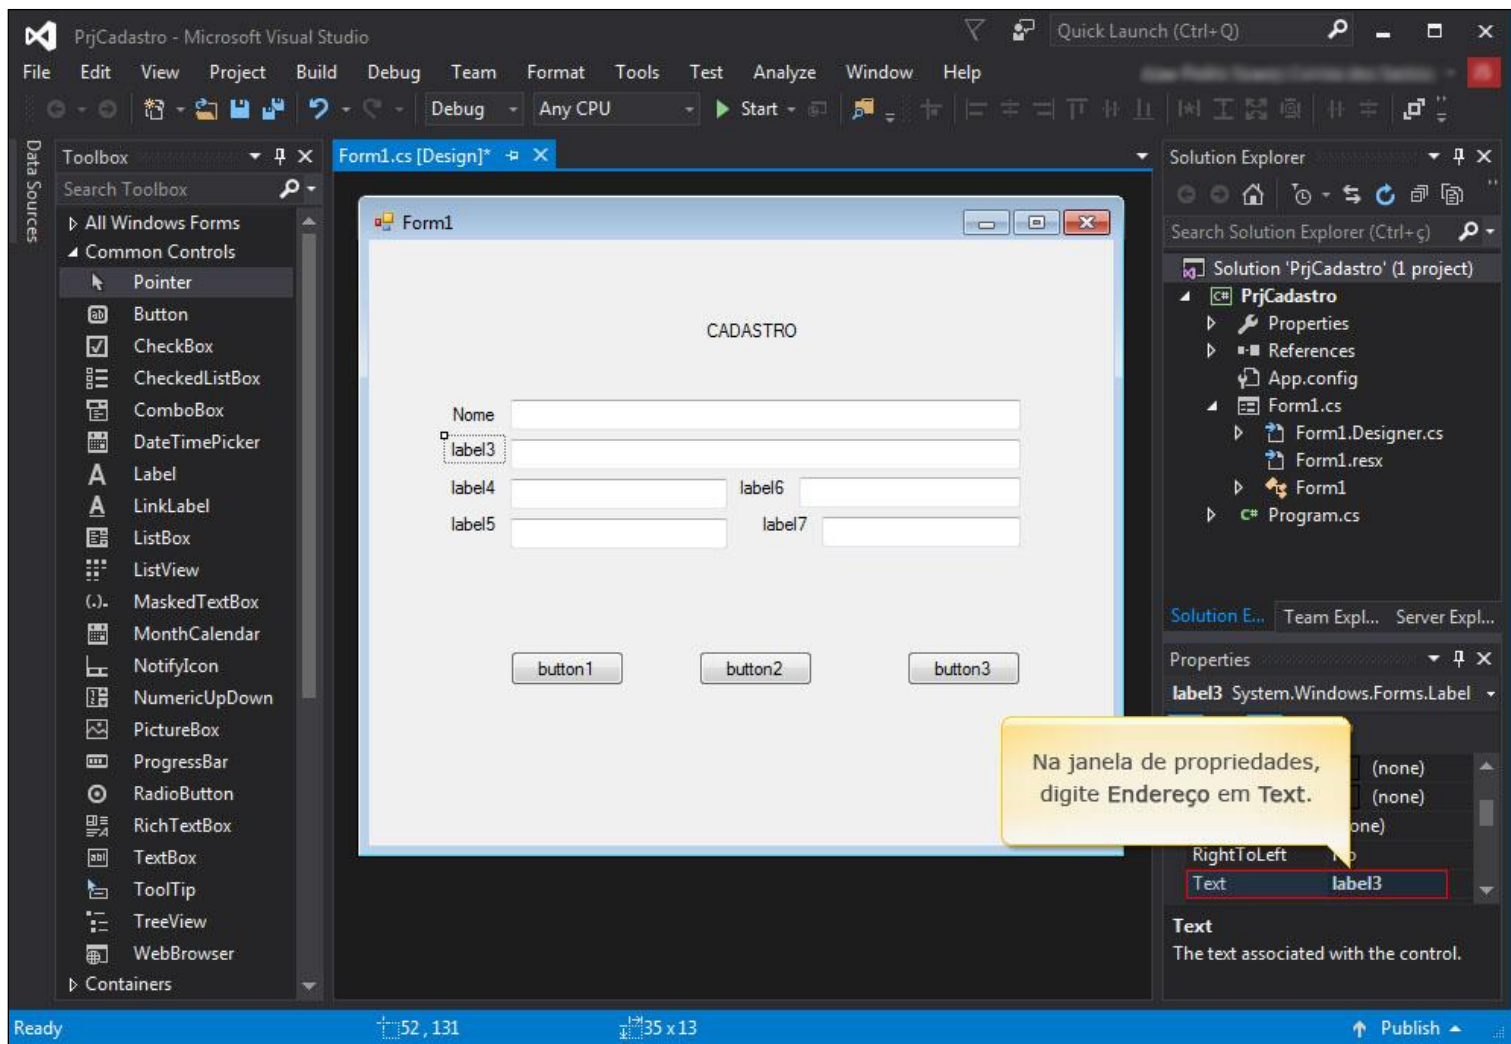 PrjCadastro - Microsoft Visual Studio
Quick Launch (Ctrl+Q)
File Edit View Project Build Debug Team Format Tools Test Analyze Window Help
Debug Any CPU Start
Data Sources
Toolbox
Search Toolbox
All Windows Forms
Common Controls
Pointer
Button
CheckBox
CheckedListBox
ComboBox
DateTimePicker
Label
LinkLabel
ListBox
ListView
MaskedTextBox
MonthCalendar
NotifyIcon
NumericUpDown
PictureBox
ProgressBar
RadioButton
RichTextBox
TextBox
ToolTip
TreeView
WebBrowser
Containers
Form1.cs [Design]*
Form1
CADASTRO
Nome
label3
label4 label6
label5 label7
button1 button2 button3
Solution Explorer
Search Solution Explorer (Ctrl+ç)
Solution 'PrjCadastro' (1 project)
PrjCadastro
Properties
References
App.config
Form1.cs
Form1.Designer.cs
Form1.resx
Form1
Program.cs
Solution E... Team Expl... Server Expl...
Properties
label3 System.Windows.Forms.Label
Na janela de propriedades,
digite Endereço em Text.
(none)
(none)
RightToLeft
Text label3
Text
The text associated with the control.
Ready 52 , 131 35 x 13 Publish